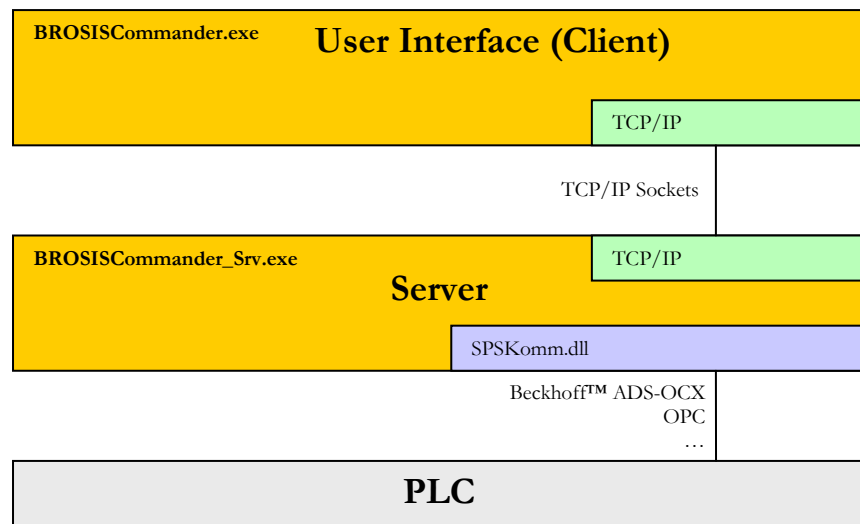 BROSISCommander.exe
User Interface (Client)
TCP/IP
TCP/IP Sockets
BROSISCommander_Srv.exe
TCP/IP
Server
SPSKomm.dll
Beckhoff™ ADS-OCX
OPC
…
PLC